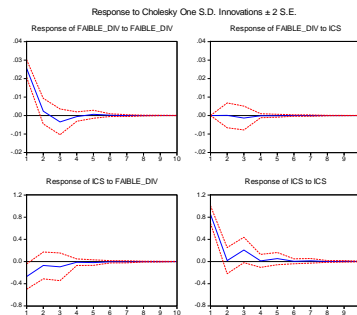 Response to Cholesky One S.D. Innovations ± 2 S.E.
Response of FAIBLE_DIV to FAIBLE_DIV
.04
.03
.02
.01
.00
-.01
-.02
1 2 3 4 5 6 7 8 9 10
Response of FAIBLE_DIV to ICS
.04
.03
.02
.01
.00
-.01
-.02
1 2 3 4 5 6 7 8 9
Response of ICS to FAIBLE_DIV
1.2
0.8
0.4
0.0
-0.4
-0.8
1 2 3 4 5 6 7 8 9 10
Response of ICS to ICS
1.2
0.8
0.4
0.0
-0.4
-0.8
1 2 3 4 5 6 7 8 9